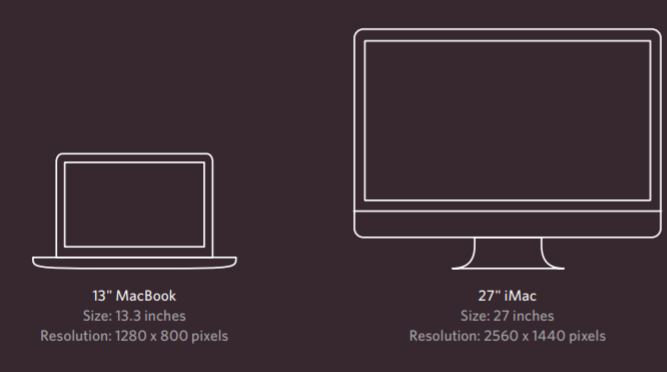 13" MacBook
Size: 13.3 inches
Resolution: 1280 x 800 pixels
27" iMac
Size: 27 inches
Resolution: 2560 x 1440 pixels